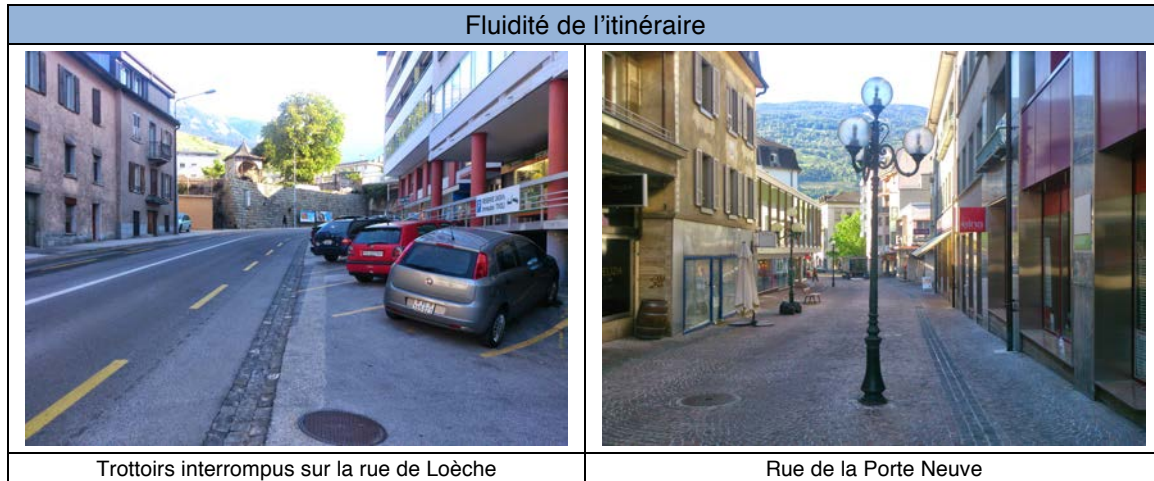 Fluidité de l’itinéraire
Trottoirs interrompus sur la rue de Loèche
Rue de la Porte Neuve